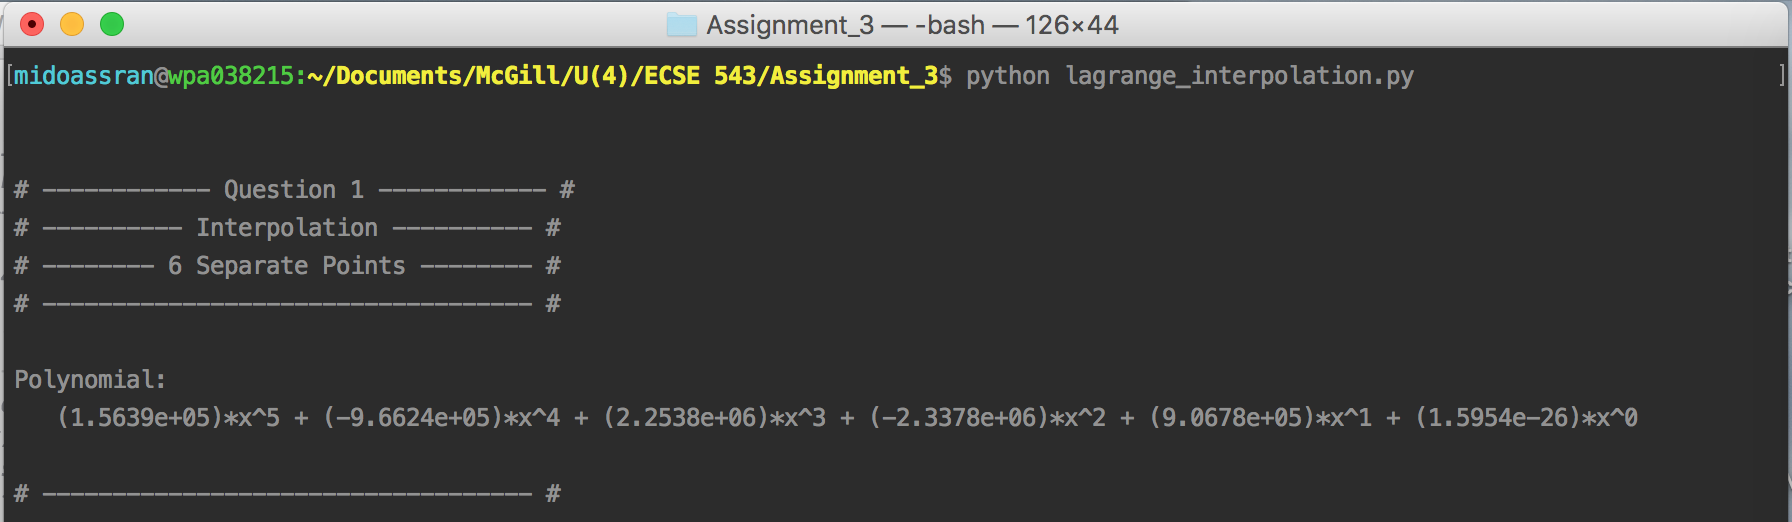 Assignment_3 — -bash — 126×44
[midoassran@wpa038215:~/Documents/McGill/U(4)/ECSE 543/Assignment_3$ python lagrange_interpolation.py ]
# ------------ Question 1 ------------ #
# ---------- Interpolation ---------- #
# -------- 6 Separate Points -------- #
# ----------------------------------- #
Polynomial:
(1.5639e+05)*x^5 + (-9.6624e+05)*x^4 + (2.2538e+06)*x^3 + (-2.3378e+06)*x^2 + (9.0678e+05)*x^1 + (1.5954e-26)*x^0
# ----------------------------------- #